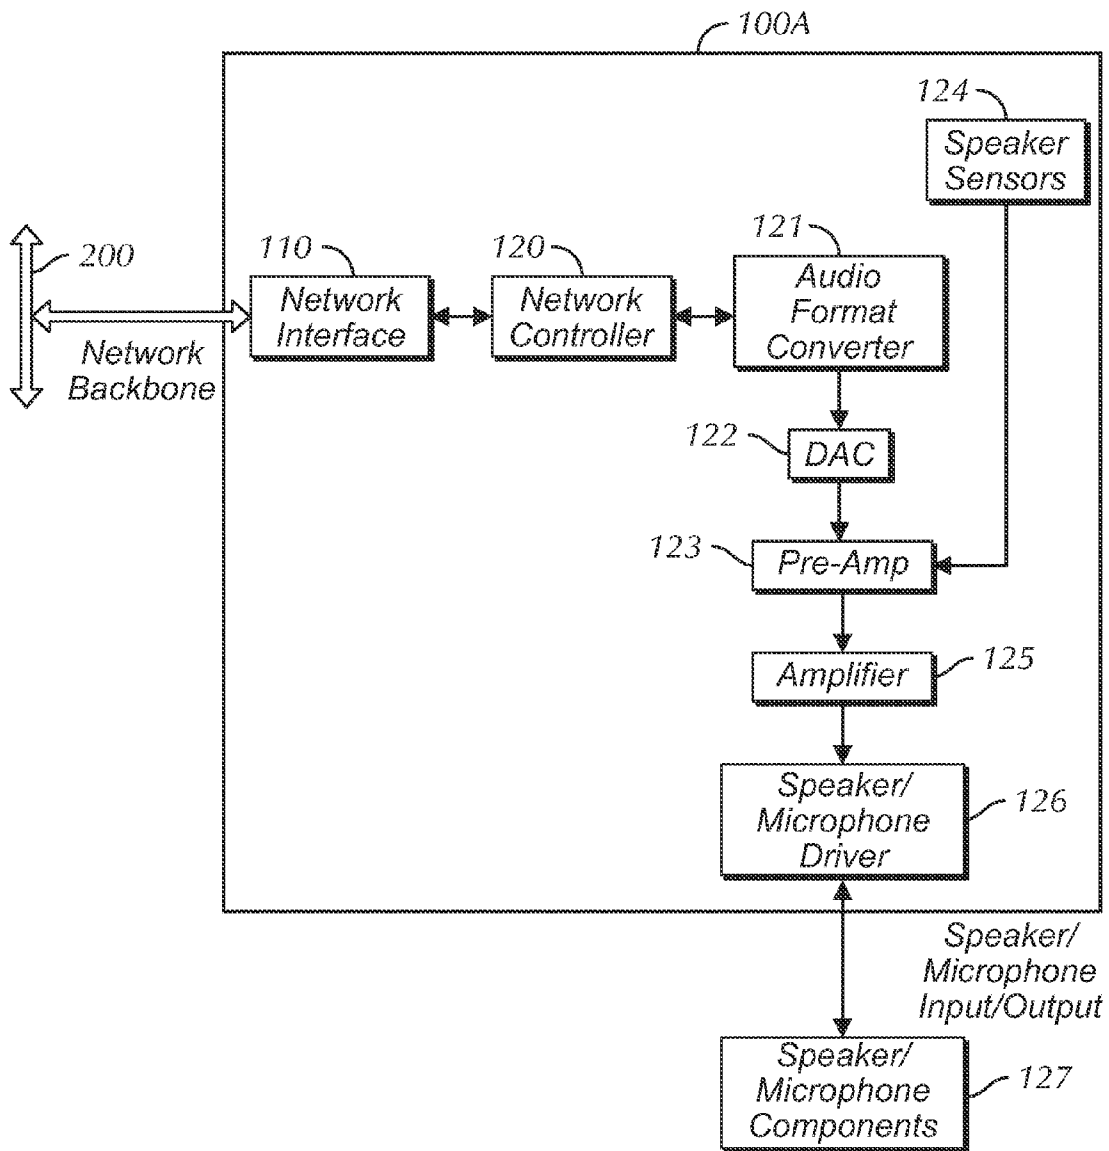 100A
124
Speaker
Sensors
200
110
120
121
Network
Interface
Network
Controller
Audio
Format
Converter
Network
Backbone
122
DAC
123
Pre-Amp
Amplifier
125
Speaker/
Microphone
Driver
126
Speaker/
Microphone
Input/Output
Speaker/
Microphone
Components
127